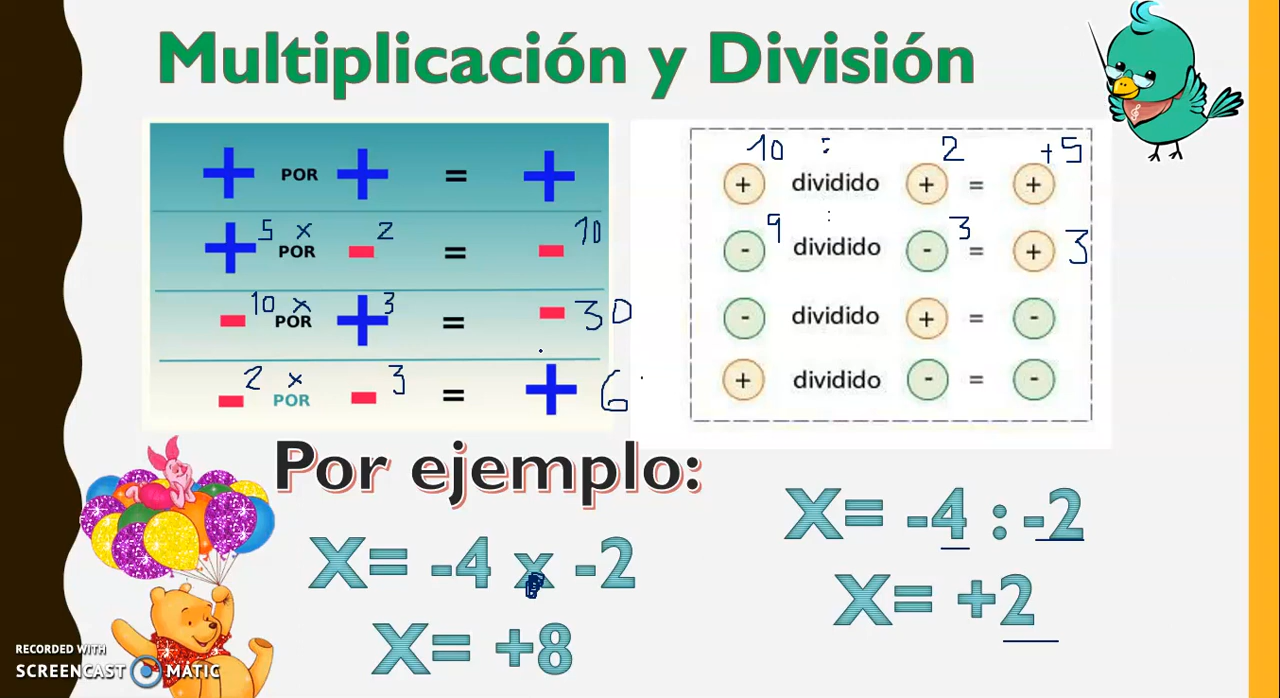 Multiplicación y División
+ POR + = +
+ 5 x POR - 2 = - 10
- 10 x POR + 3 = - 30
- 2 x POR - 3 = + 6
10 : 2 +5
+ dividido + = +
- 9 : dividido - 3 = + 3
- dividido + = -
+ dividido - = -
Por ejemplo:
X= -4 x -2
X= +8
X= -4 : -2
X= +2
RECORDED WITH
SCREENCAST MATIC